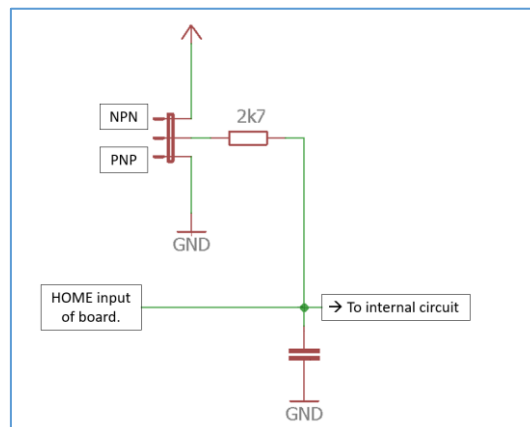 NPN
2k7
PNP
GND
HOME input
of board.
→ To internal circuit
GND